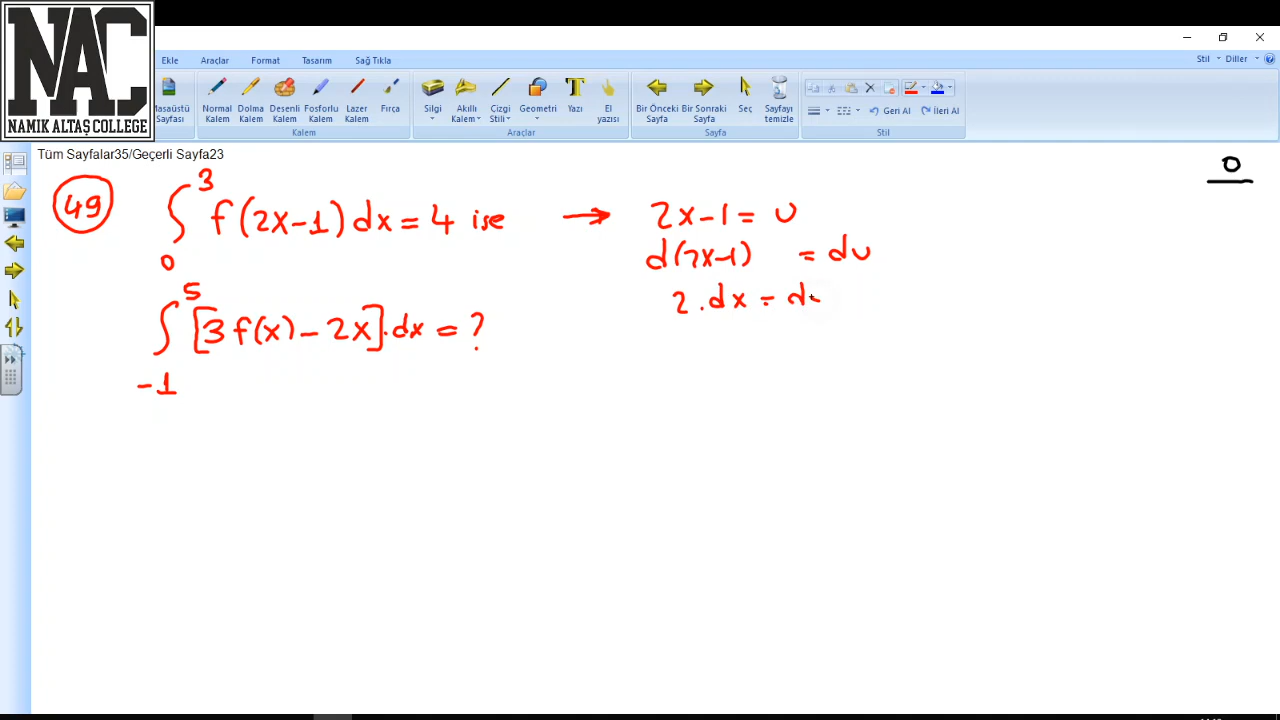 NAC
NAMIK ALTAŞ COLLEGE
Ekle Araçlar Format Tasarım Sağ Tıkla
Stil Diller
Masaüstü Sayfası
Normal Kalem
Dolma Kalem
Desenli Kalem
Fosforlu Kalem
Lazer Kalem
Fırça
Kalem
Silgi
Akıllı Kalem
Çizgi Stili
Geometri
Yazı
El yazısı
Araçlar
Bir Önceki Sayfa
Bir Sonraki Sayfa
Seç
Sayfayı temizle
Sayfa
Geri Al
İleri Al
Stil
Tüm Sayfalar35/Geçerli Sayfa23
0
49 ∫₀³ f(2x-1) dx = 4 ise → 2x-1 = u
d(2x-1) = du
∫₋₁⁵ [3f(x) - 2x].dx = ? 2.dx = d